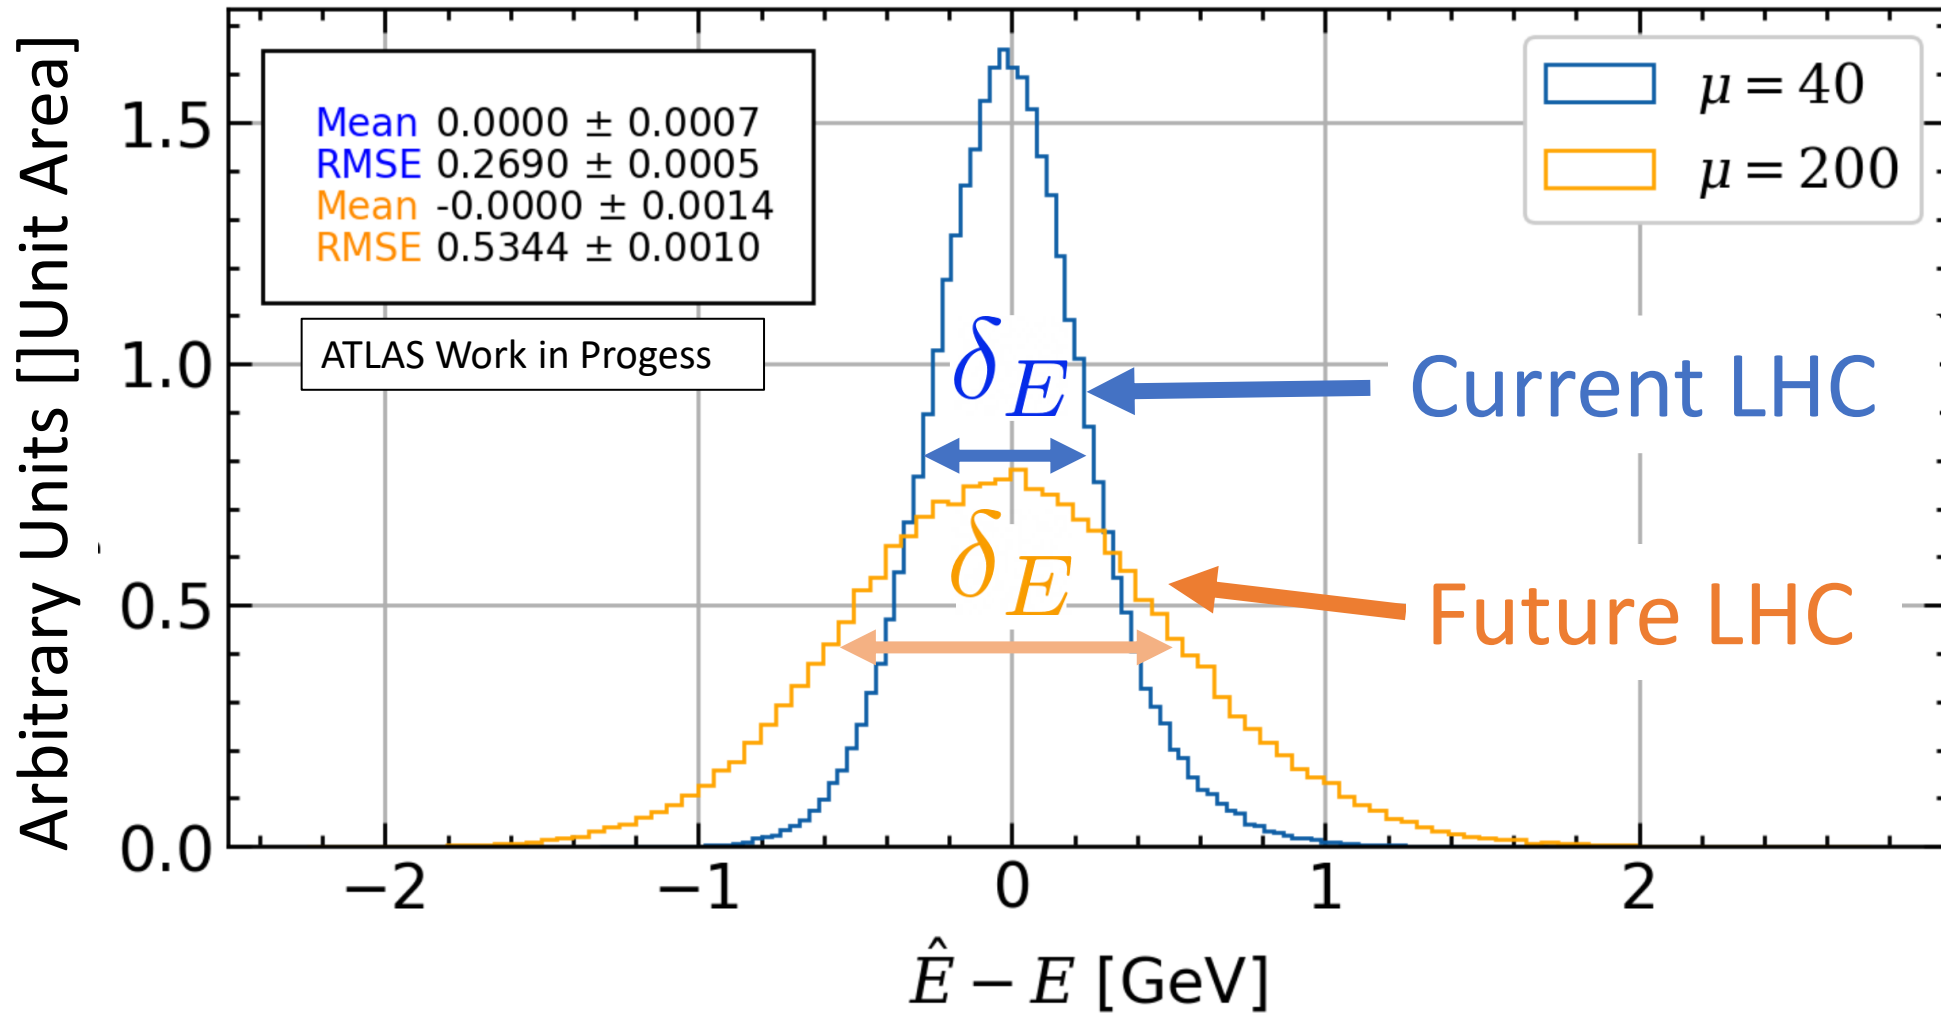 Arbitrary Units []Unit Area]
Mean 0.0000 ± 0.0007
RMSE 0.2690 ± 0.0005
Mean -0.0000 ± 0.0014
RMSE 0.5344 ± 0.0010
ATLAS Work in Progess
μ = 40
μ = 200
δE
Current LHC
δE
Future LHC
1.5
1.0
0.5
0.0
−2
−1
0
1
2
Ê − E [GeV]